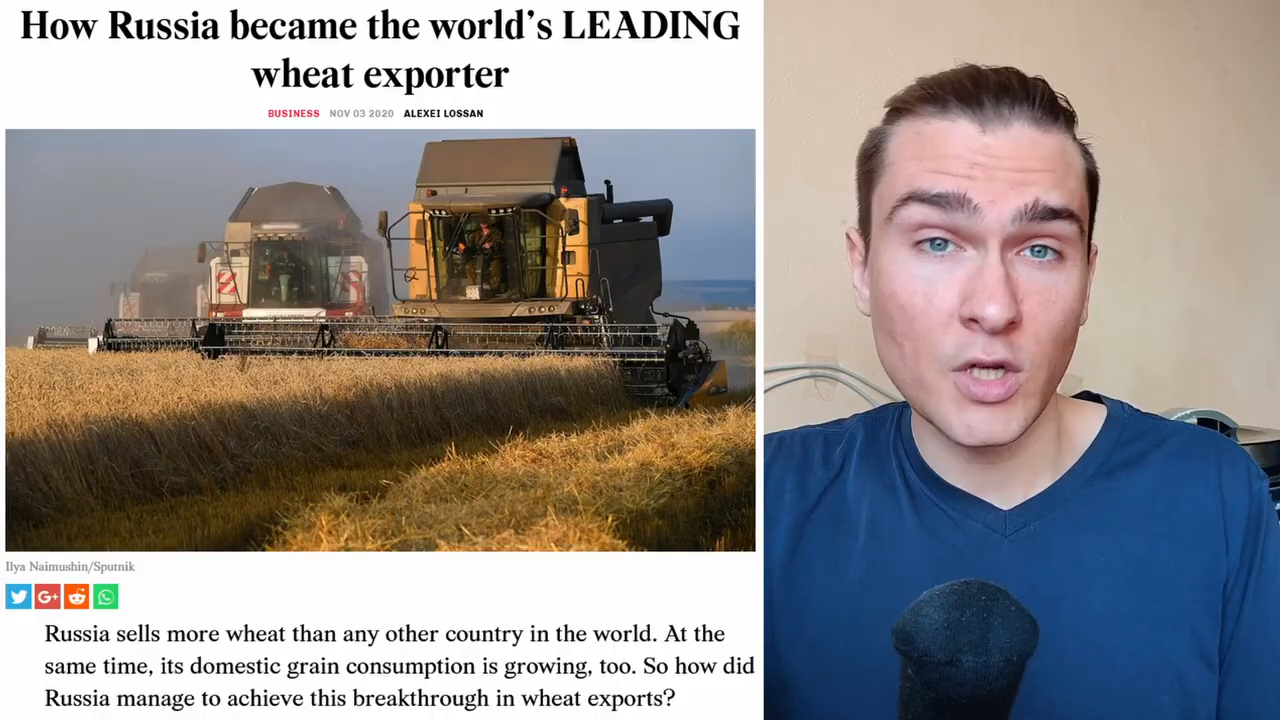 How Russia became the world's LEADING
wheat exporter
BUSINESS NOV 03 2020 ALEXEI LOSSAN
Ilya Naimushin/Sputnik
G+
Russia sells more wheat than any other country in the world. At the
same time, its domestic grain consumption is growing, too. So how did
Russia manage to achieve this breakthrough in wheat exports?